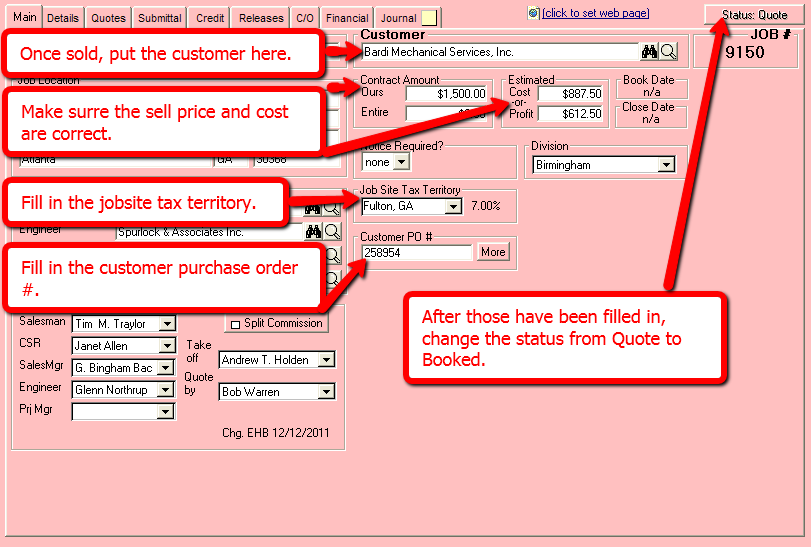 Main Details Quotes Submittal Credit Releases C/O Financial Journal
(click to set web page)
Status: Quote
Once sold, put the customer here.
Customer
Bardi Mechanical Services, Inc.
JOB #
9150
Job Location
Make surre the sell price and cost
are correct.
Contract Amount
Ours $1,500.00
Entire
Estimated
Cost $887.50
-or-
Profit $612.50
Book Date
n/a
Close Date
n/a
Atlanta GA 30368
Notice Required?
none
Division
Birmingham
Fill in the jobsite tax territory.
Job Site Tax Territory
Fulton, GA 7.00%
Engineer Spurlock & Associates Inc.
Fill in the customer purchase order
#.
Customer PO #
258954 More
After those have been filled in,
change the status from Quote to
Booked.
Salesman Tim M. Traylor
Split Commission
CSR Janet Allen
SalesMgr G. Bingham Bac
Engineer Glenn Northrup
Prj Mgr
Take
off Andrew T. Holden
Quote
by Bob Warren
Chg. EHB 12/12/2011